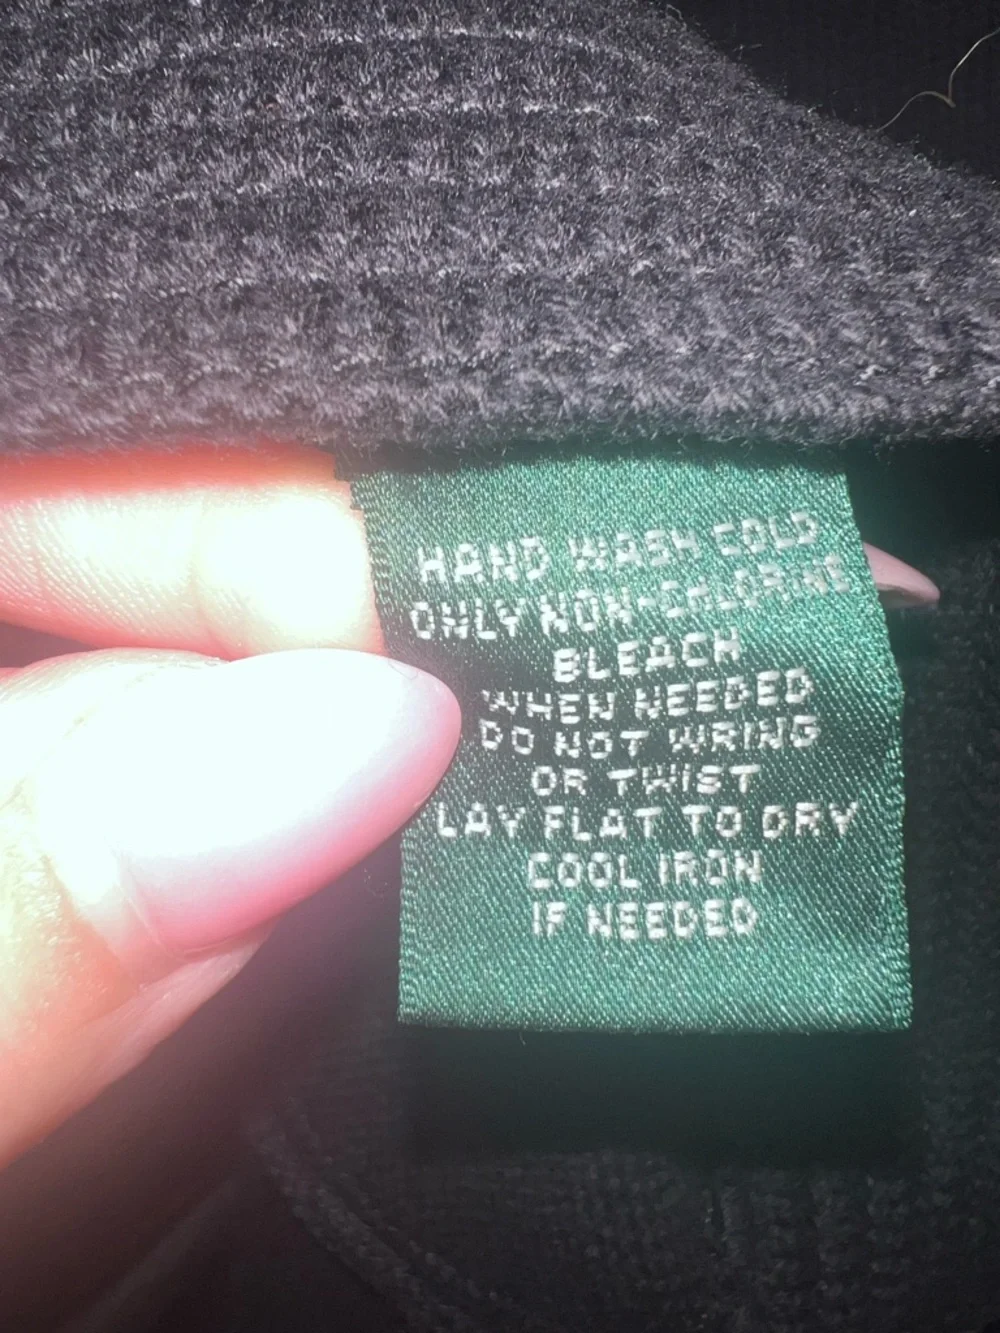 HAND WASH COLD
ONLY NON-CHLORINE
BLEACH
WHEN NEEDED
DO NOT WRING
OR TWIST
LAY FLAT TO DRY
COOL IRON
IF NEEDED